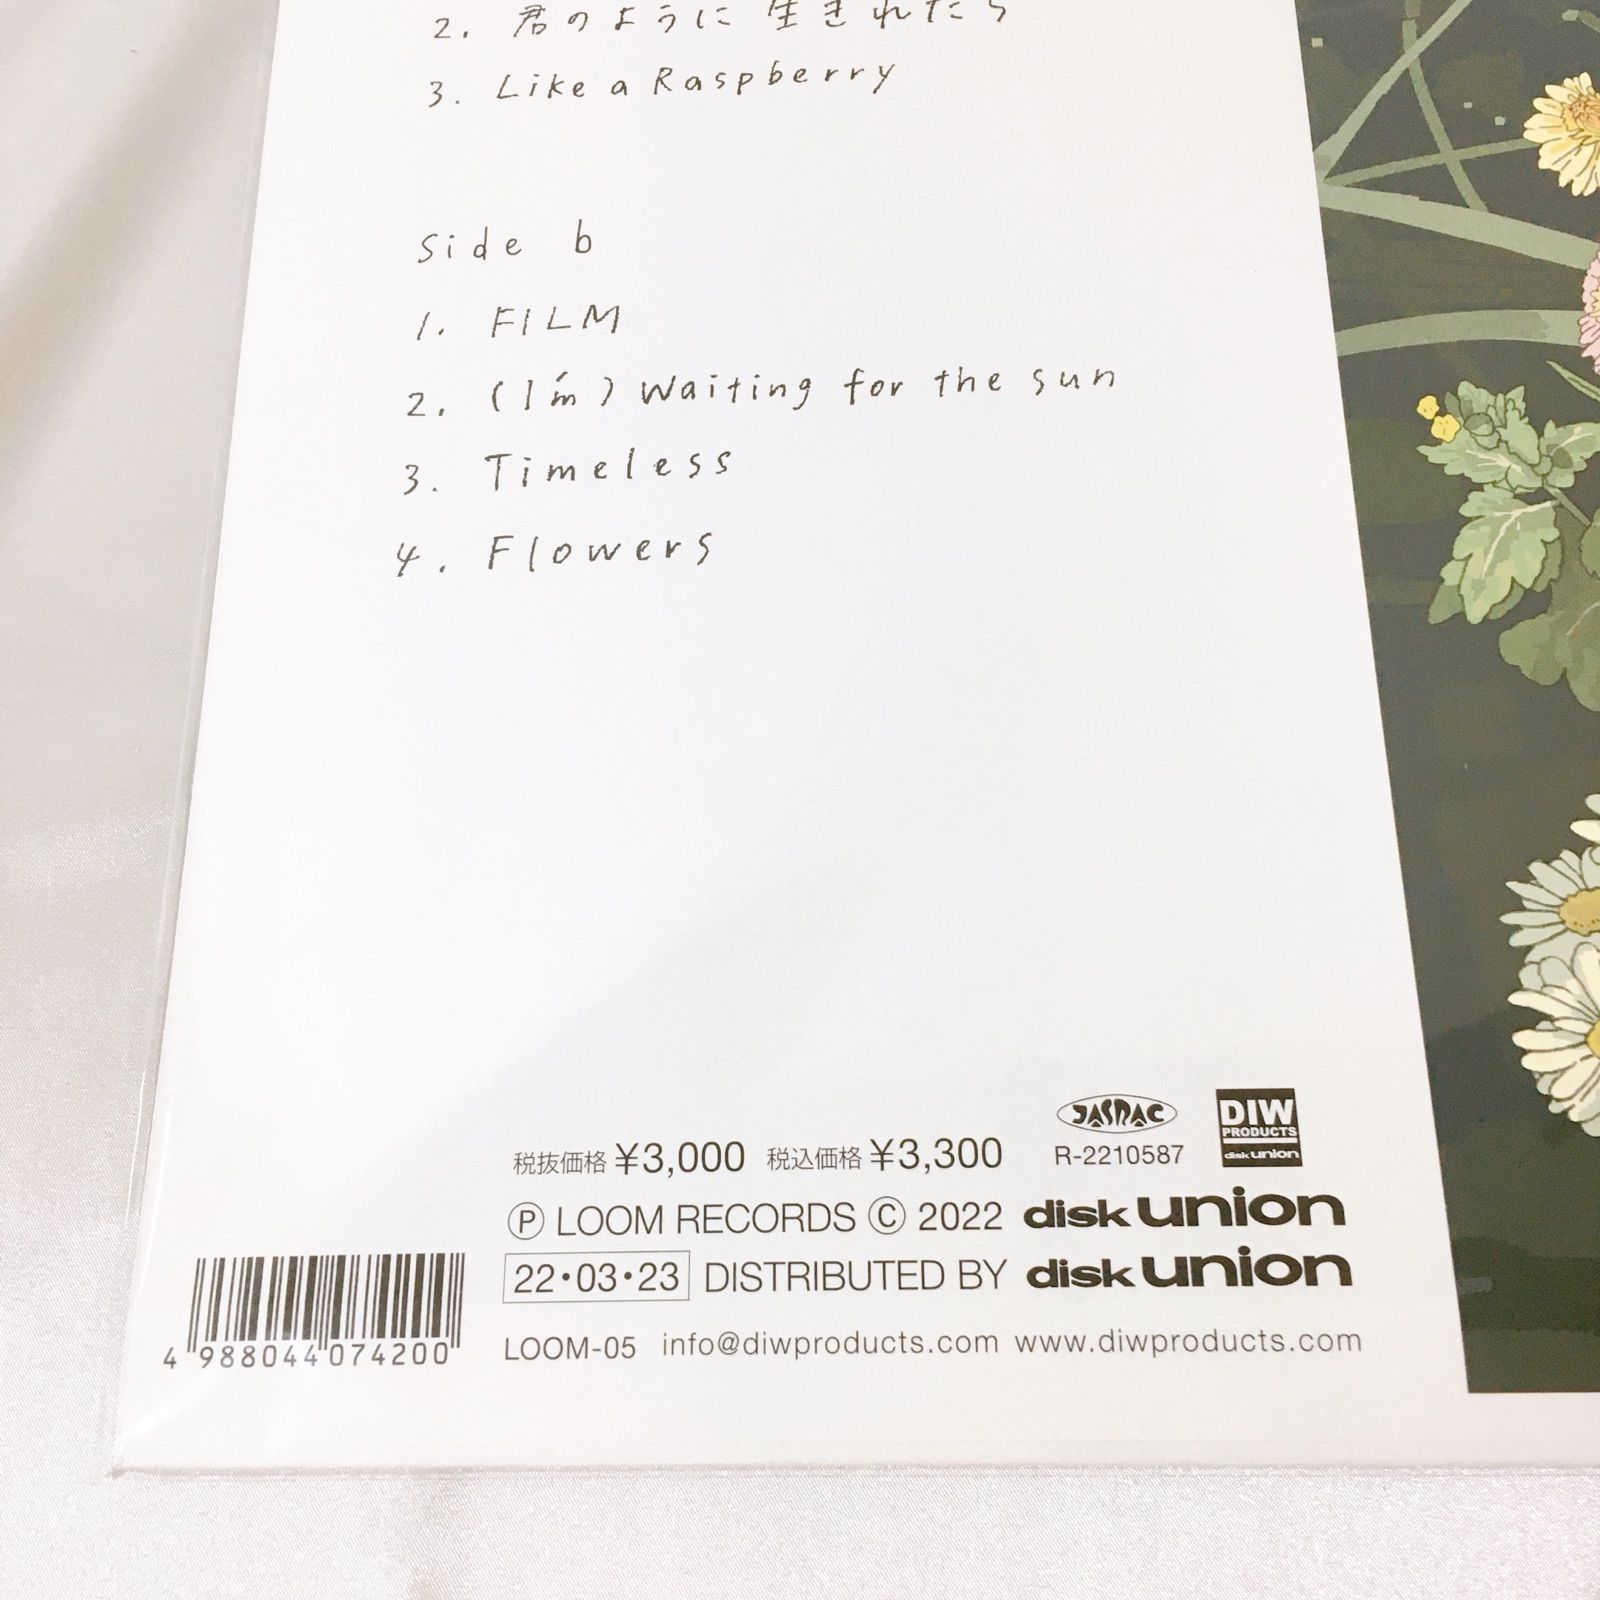 2. 君のように生きれたら
3. Like a Raspberry
Side b
1. FILM
2. (I'm) Waiting for the sun
3. Timeless
4. Flowers
JASRAC
R-2210587
DIW
PRODUCTS
disk union
税抜価格 ¥3,000 税込価格 ¥3,300
Ⓟ LOOM RECORDS Ⓒ 2022 disk union
22・03・23 DISTRIBUTED BY disk union
LOOM-05 info@diwproducts.com www.diwproducts.com
4 988044 074200